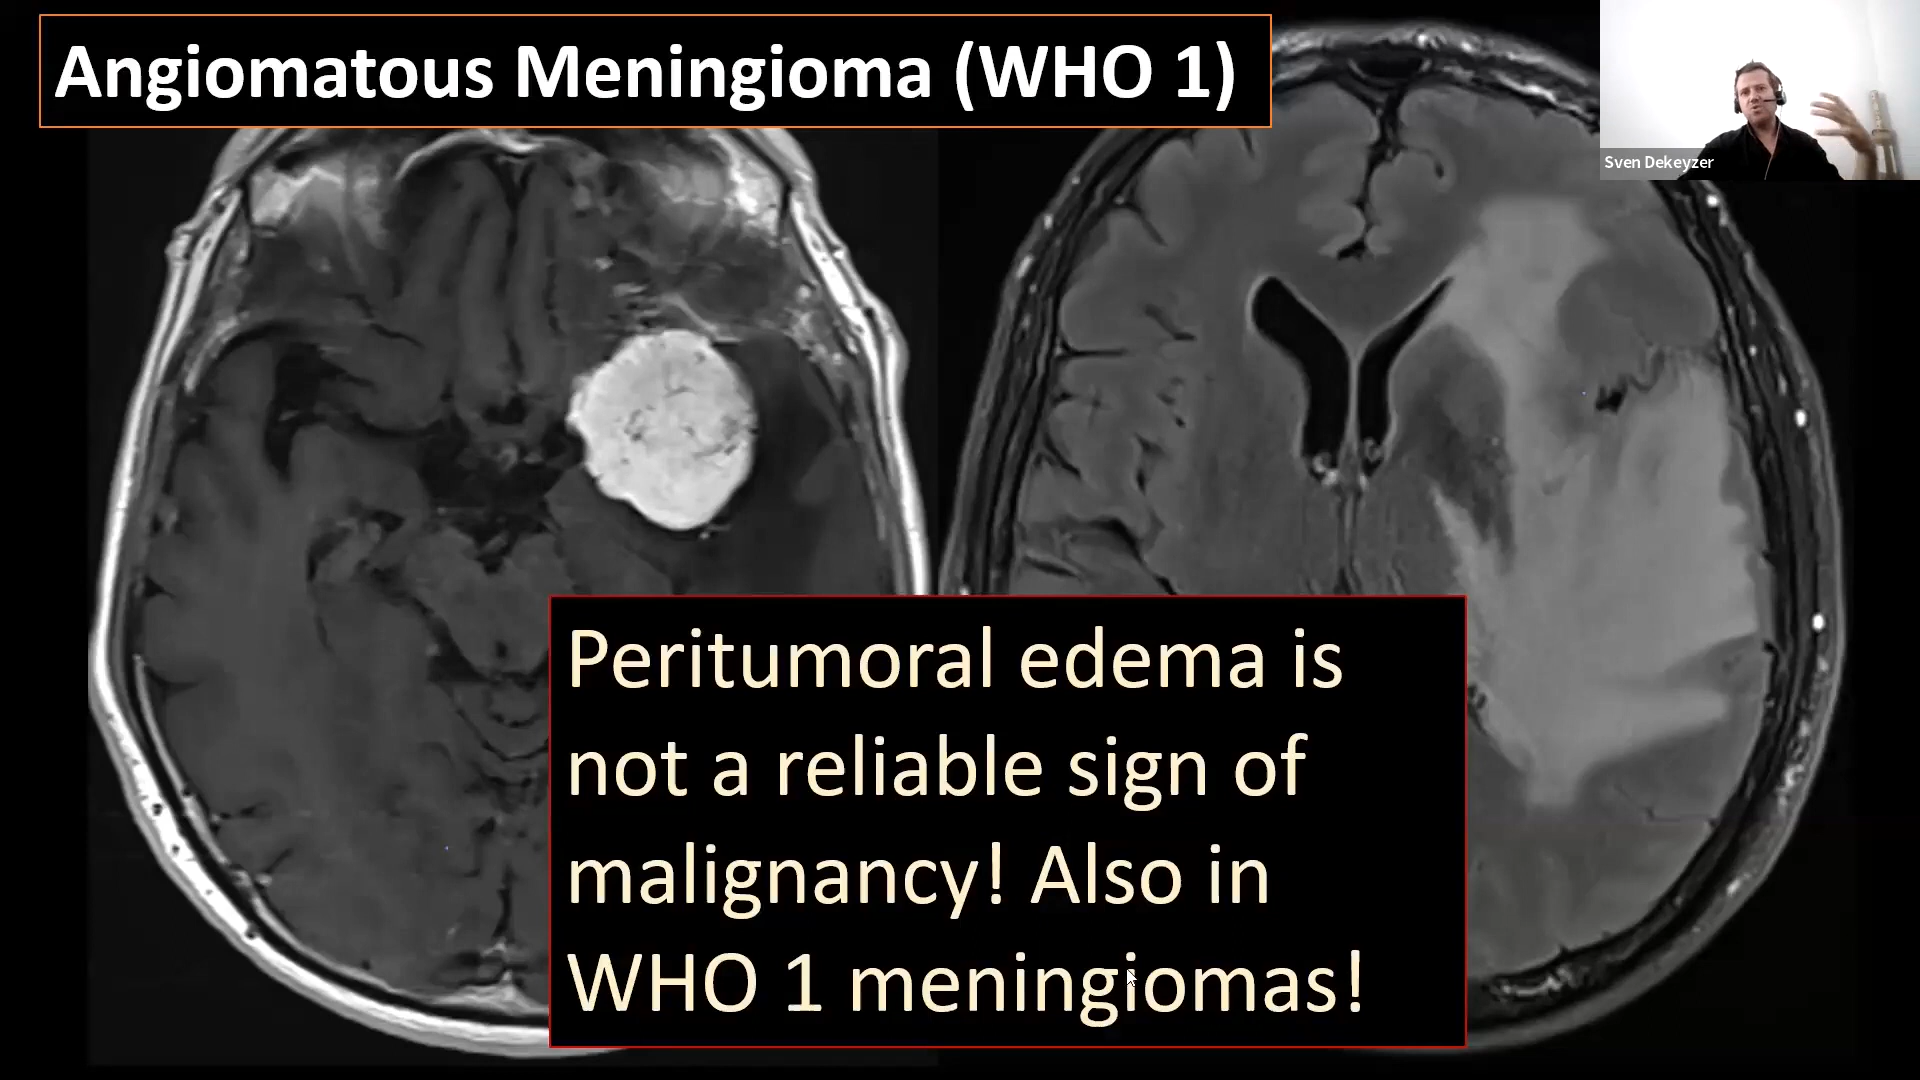 Angiomatous Meningioma (WHO 1)
Sven Dekeyzer
Peritumoral edema is
not a reliable sign of
malignancy! Also in
WHO 1 meningiomas!